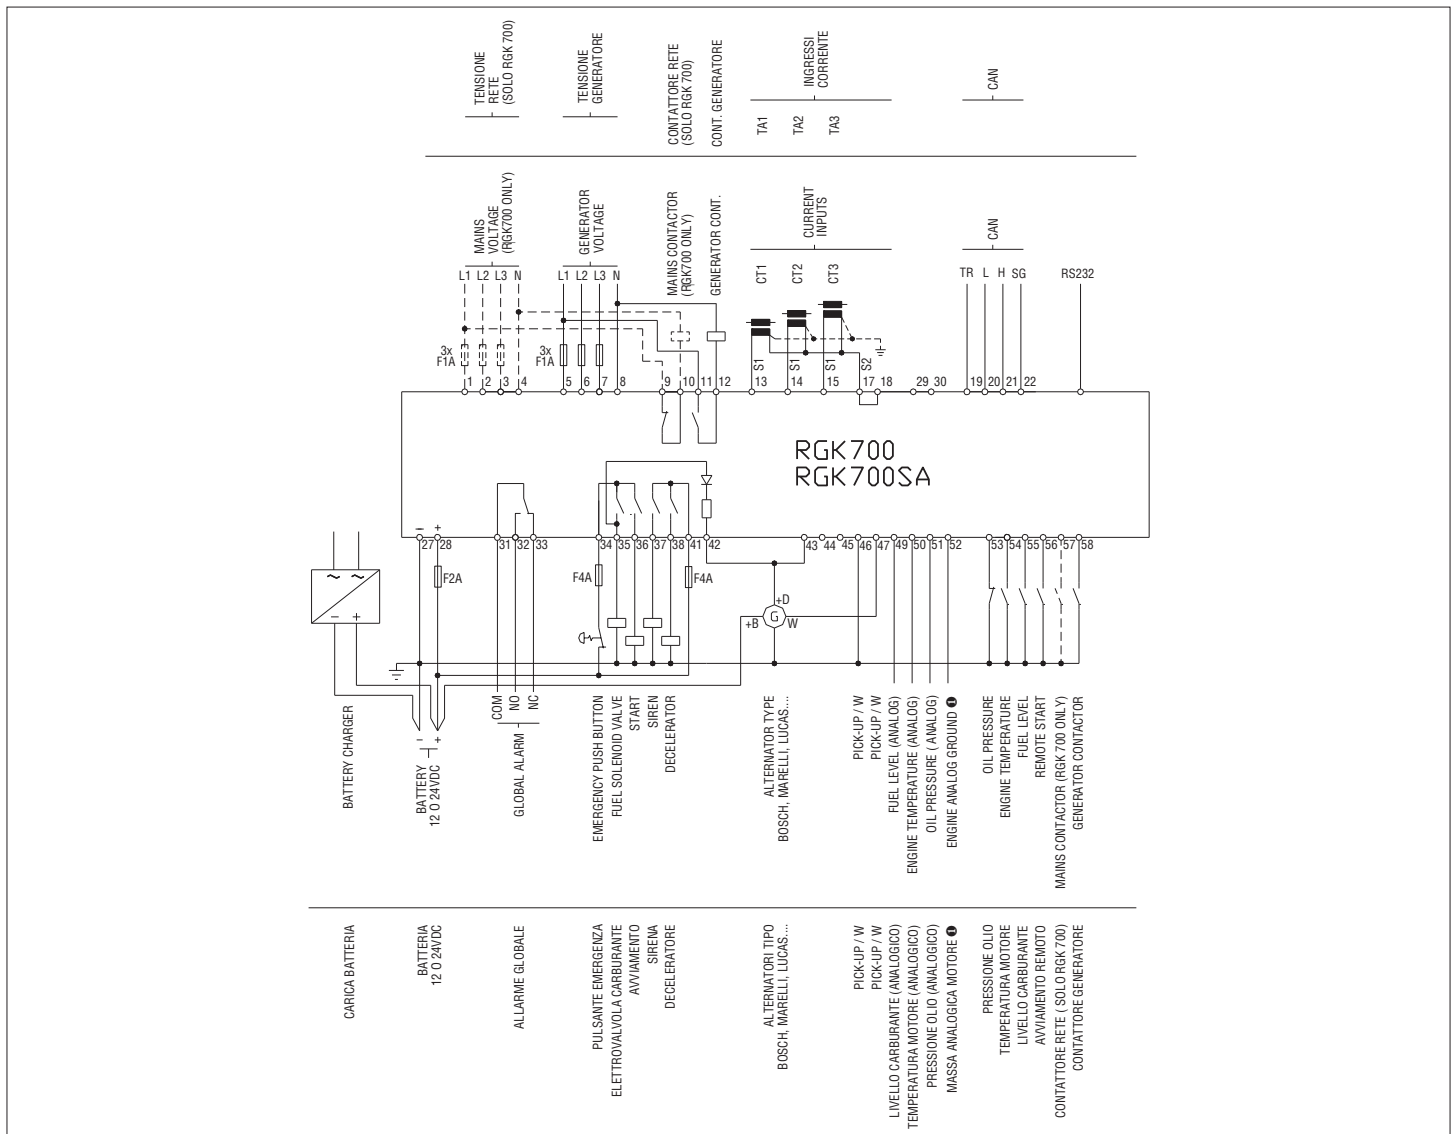 TENSIONE
RETE
(SOLO RGK 700)
TENSIONE
GENERATORE
CONTATTORE RETE
(SOLO RGK 700)
CONT. GENERATORE
INGRESSI
CORRENTE
TA1
TA2
TA3
CAN
MAINS
VOLTAGE
(RGK700 ONLY)
GENERATOR
VOLTAGE
MAINS CONTACTOR
(RGK700 ONLY)
GENERATOR CONT.
CURRENT
INPUTS
CT1
CT2
CT3
CAN
L1 L2 L3 N
L1 L2 L3 N
TR L H SG
RS232
3x
F1A
3x
F1A
S1
S1
S1
S2
1 2 3 4 5 6 7 8 9 10 11 12 13 14 15 17 18 29 30 19 20 21 22
RGK700
RGK700SA
– +
27 28 31 32 33 34 35 36 37 38 41 42 43 44 45 46 47 49 50 51 52 53 54 55 56 57 58
~ ~
– +
F2A
F4A
F4A
+D
G
+B
W
BATTERY CHARGER
– +
BATTERY
12 O 24VDC
COM
NO
NC
GLOBAL ALARM
EMERGENCY PUSH BUTTON
FUEL SOLENOID VALVE
START
SIREN
DECELERATOR
ALTERNATOR TYPE
BOSCH, MARELLI, LUCAS....
PICK-UP / W
PICK-UP / W
FUEL LEVEL (ANALOG)
ENGINE TEMPERATURE (ANALOG)
OIL PRESSURE ( ANALOG)
ENGINE ANALOG GROUND ❶
OIL PRESSURE
ENGINE TEMPERATURE
FUEL LEVEL
REMOTE START
MAINS CONTACTOR (RGK 700 ONLY)
GENERATOR CONTACTOR
CARICA BATTERIA
BATTERIA
12 O 24VDC
ALLARME GLOBALE
PULSANTE EMERGENZA
ELETTROVALVOLA CARBURANTE
AVVIAMENTO
SIRENA
DECELERATORE
ALTERNATORI TIPO
BOSCH, MARELLI, LUCAS....
PICK-UP / W
PICK-UP / W
LIVELLO CARBURANTE (ANALOGICO)
TEMPERATURA MOTORE (ANALOGICO)
PRESSIONE OLIO (ANALOGICO)
MASSA ANALOGICA MOTORE ❶
PRESSIONE OLIO
TEMPERATURA MOTORE
LIVELLO CARBURANTE
AVVIAMENTO REMOTO
CONTATTORE RETE ( SOLO RGK 700)
CONTATTORE GENERATORE